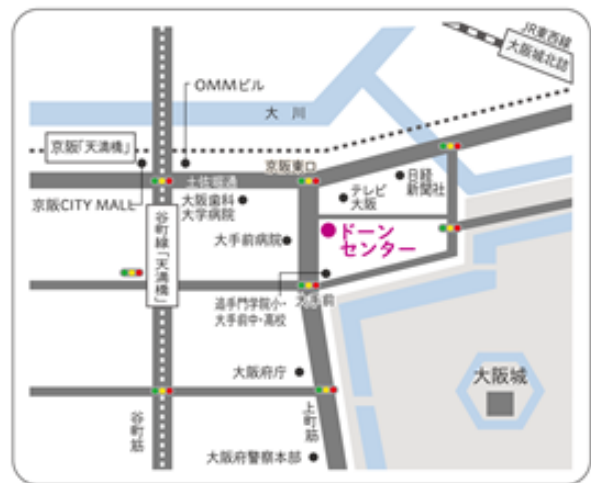 JR東西線
大阪城北詰
OMMビル
大 川
京阪「天満橋」
京阪東口
土佐堀通
日経
新聞社
テレビ
大阪
京阪CITY MALL
大阪歯科
大学病院
谷町線「天満橋」
大手前病院
ドーン
センター
追手門学院小・
大手前中・高校
大手前
大阪府庁
大阪城
谷町筋
上町筋
大阪府警察本部